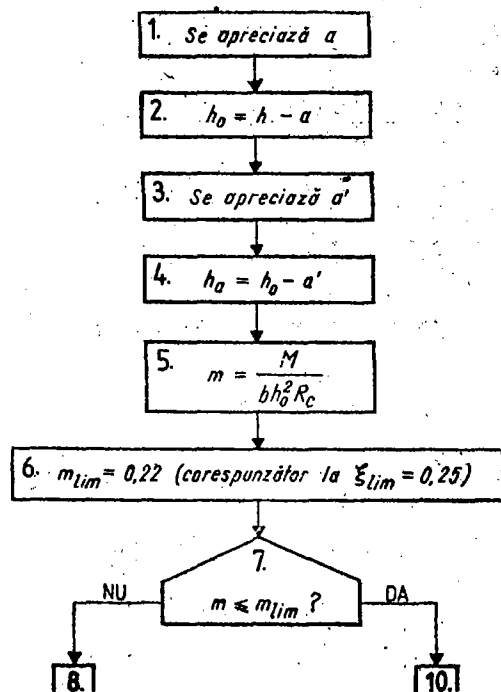 1. Se apreciază a
2. h₀ = h - a
3. Se apreciază a'
4. hₐ = h₀ - a'
5. m = M / bh₀²R_c
6. m_lim = 0,22 (corespunzător la ξ_lim = 0,25)
7.
m ⩽ m_lim ?
NU DA
8. 10.